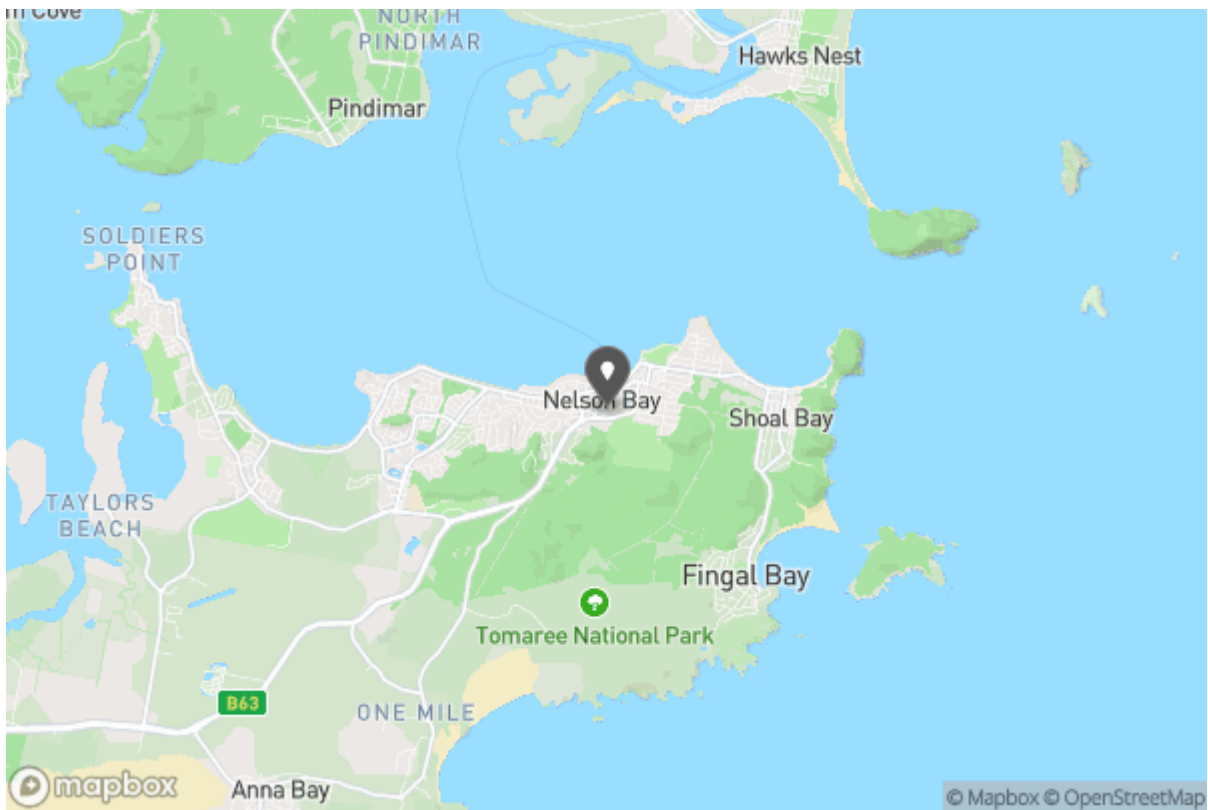 m Cove
NORTH
PINDIMAR
Hawks Nest
Pindimar
SOLDIERS
POINT
Nelson Bay
Shoal Bay
TAYLORS
BEACH
Fingal Bay
Tomaree National Park
B63
ONE MILE
Anna Bay
mapbox
© Mapbox © OpenStreetMap